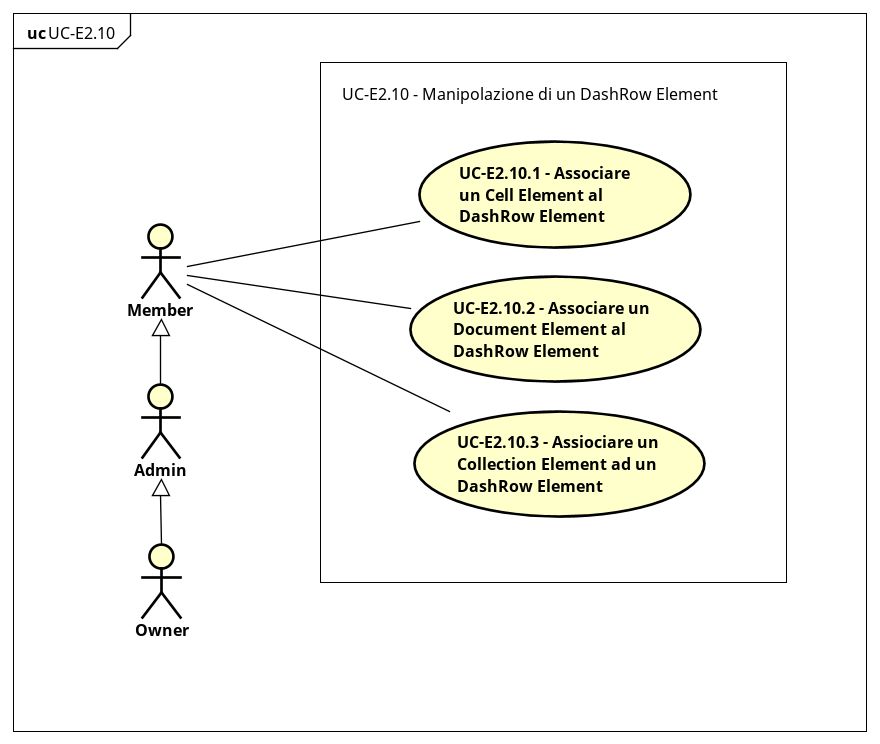 uc UC-E2.10
UC-E2.10 - Manipolazione di un DashRow Element
UC-E2.10.1 - Associare
un Cell Element al
DashRow Element
Member
UC-E2.10.2 - Associare un
Document Element al
DashRow Element
Admin
UC-E2.10.3 - Assiociare un
Collection Element ad un
DashRow Element
Owner